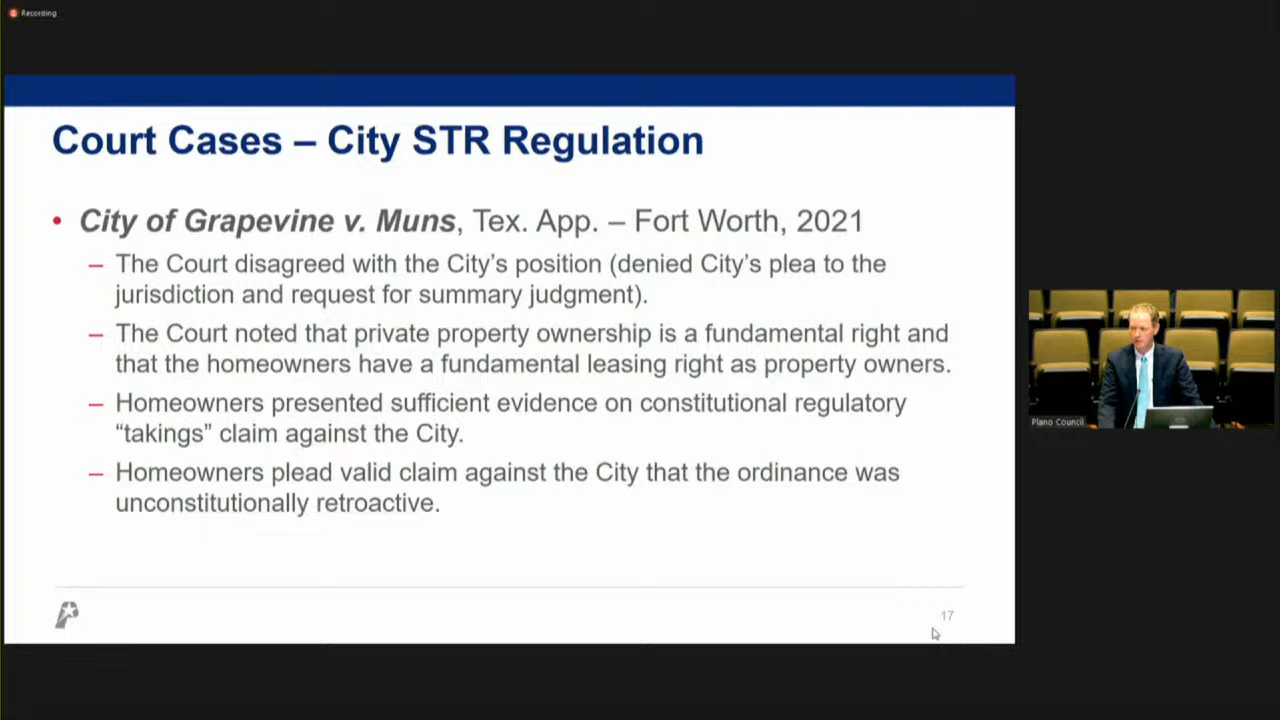 Recording
Court Cases – City STR Regulation
• City of Grapevine v. Muns, Tex. App. – Fort Worth, 2021
– The Court disagreed with the City’s position (denied City’s plea to the
jurisdiction and request for summary judgment).
– The Court noted that private property ownership is a fundamental right and
that the homeowners have a fundamental leasing right as property owners.
– Homeowners presented sufficient evidence on constitutional regulatory
“takings” claim against the City.
– Homeowners plead valid claim against the City that the ordinance was
unconstitutionally retroactive.
17
Plano Council